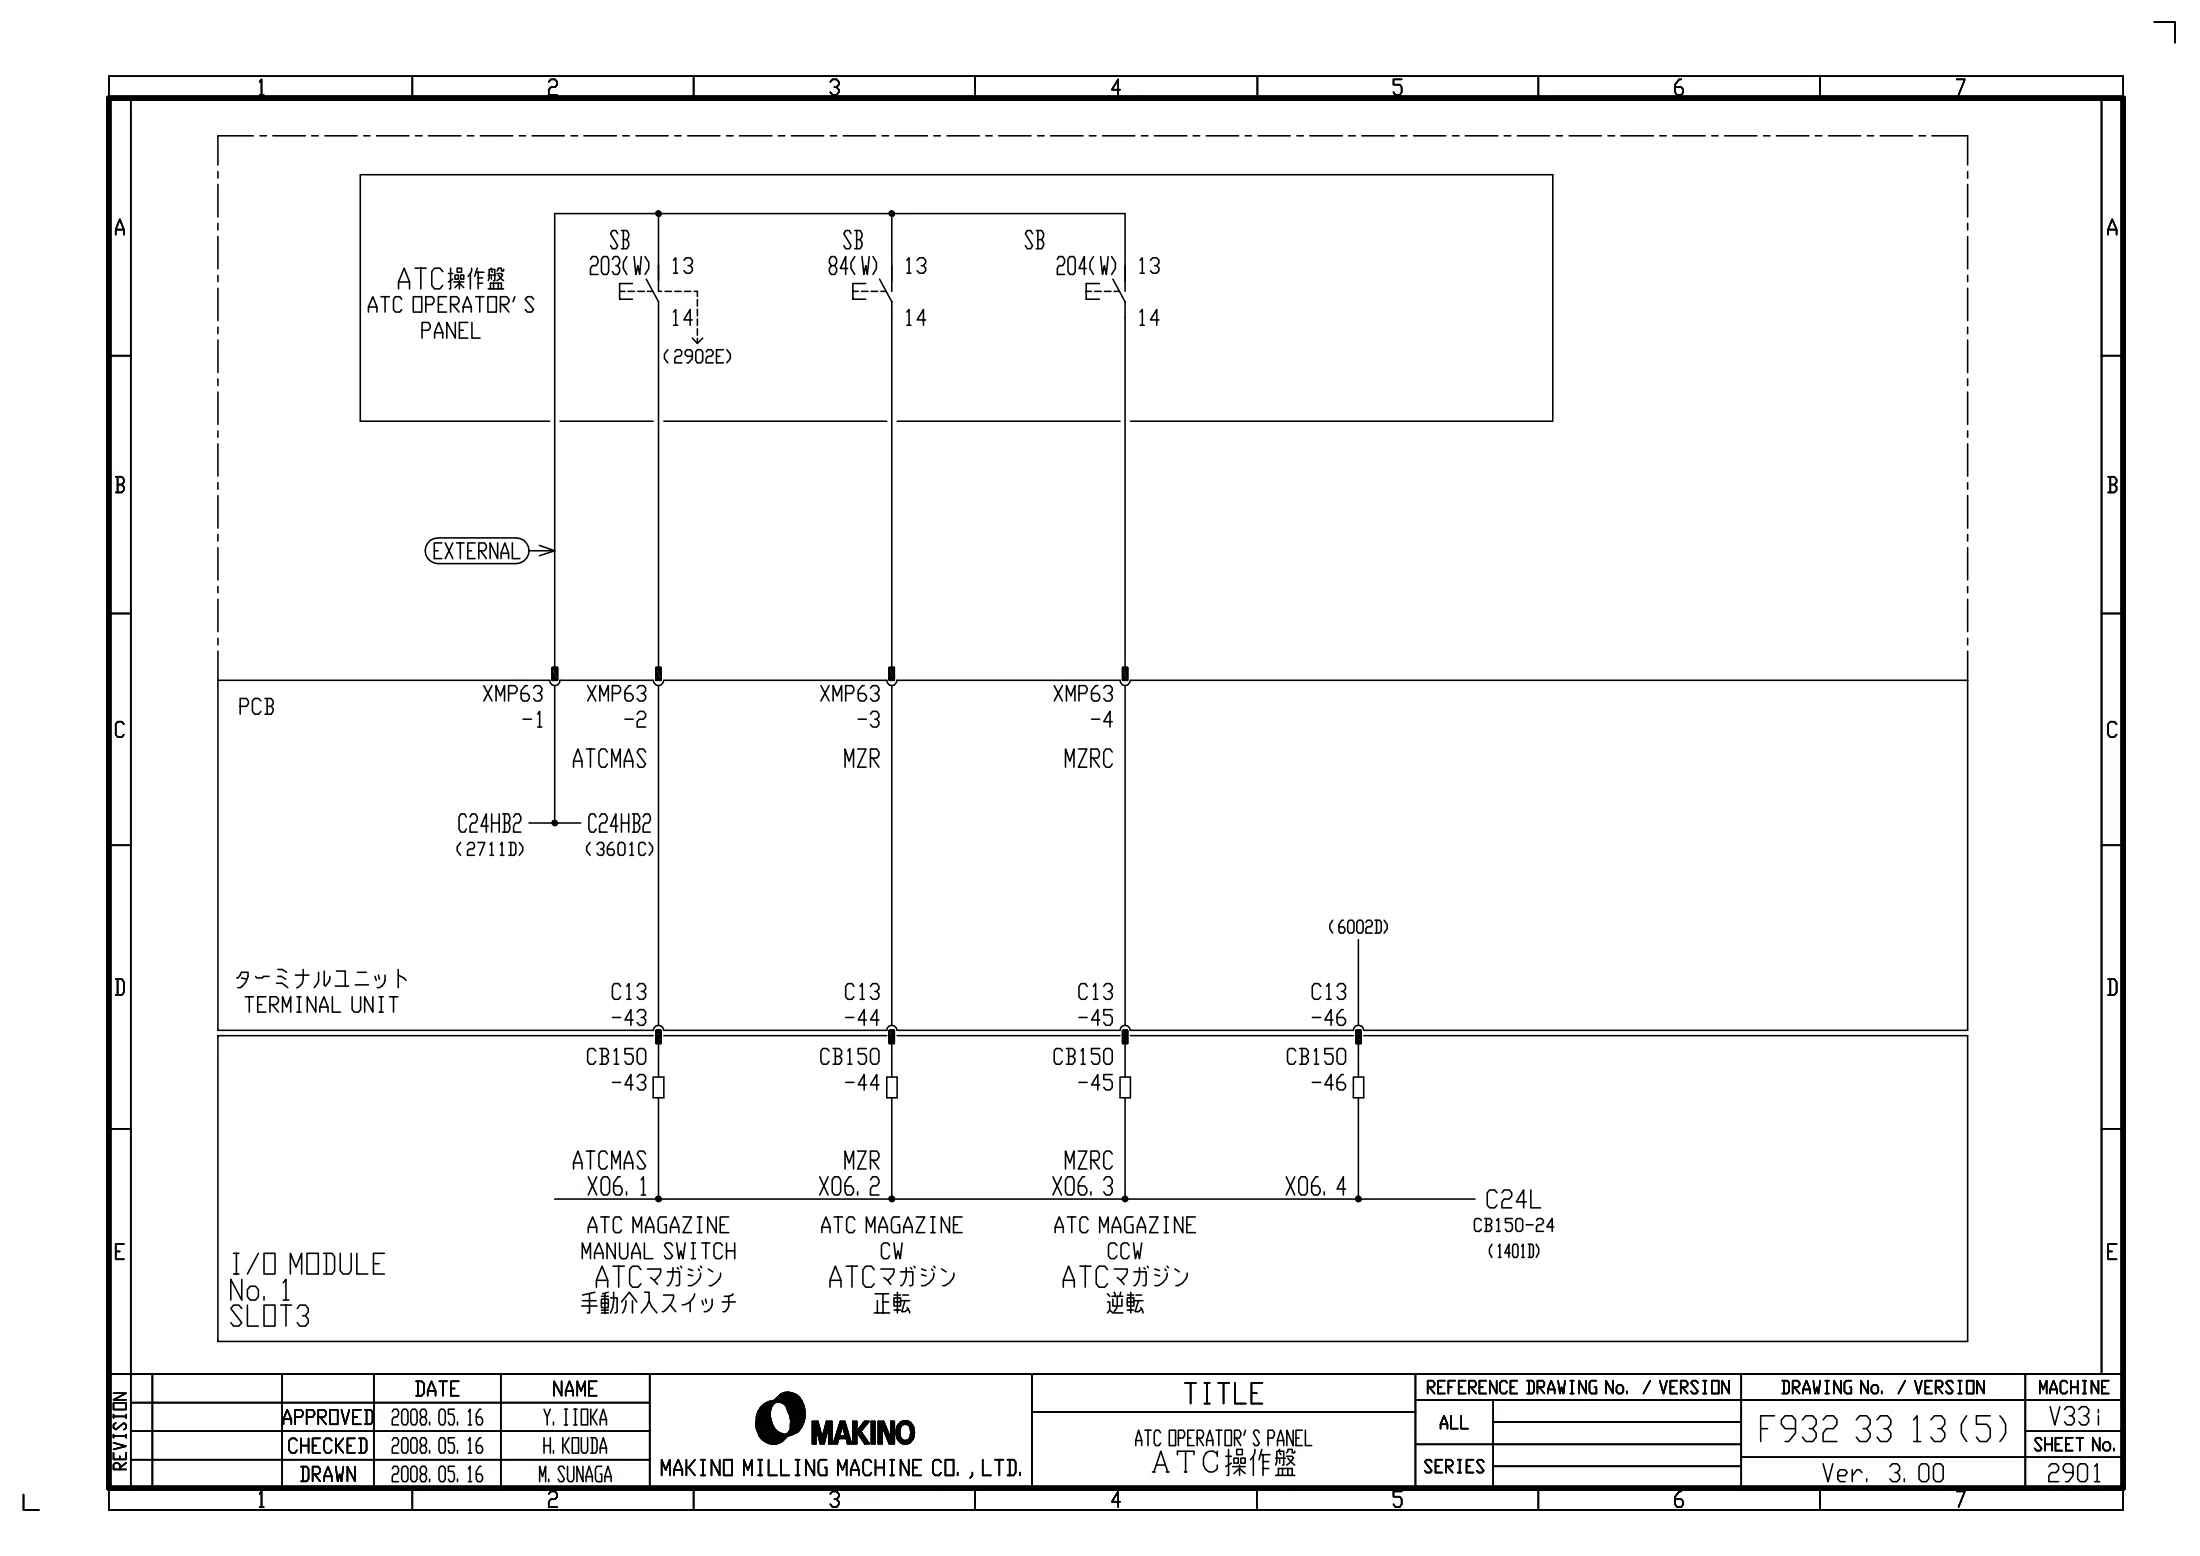 1 2 3 4 5 6 7
A A
B B
C C
D D
E E
ATC操作盤
ATC OPERATOR'S
PANEL
SB
203(W)
13
14
(2902E)
SB
84(W)
13
14
SB
204(W)
13
14
EXTERNAL
PCB
XMP63
-1
XMP63
-2
XMP63
-3
XMP63
-4
ATCMAS
MZR
MZRC
C24HB2
(2711D)
C24HB2
(3601C)
(6002D)
ターミナルユニット
TERMINAL UNIT
C13
-43
C13
-44
C13
-45
C13
-46
CB150
-43
CB150
-44
CB150
-45
CB150
-46
ATCMAS
X06.1
MZR
X06.2
MZRC
X06.3
X06.4
C24L
CB150-24
(1401D)
ATC MAGAZINE
MANUAL SWITCH
ATCマガジン
手動介入スイッチ
ATC MAGAZINE
CW
ATCマガジン
正転
ATC MAGAZINE
CCW
ATCマガジン
逆転
I/O MODULE
No.1
SLOT3
REVISION
DATE NAME
APPROVED 2008.05.16 Y.IIOKA
CHECKED 2008.05.16 H.KOUDA
DRAWN 2008.05.16 M.SUNAGA
MAKINO
MAKINO MILLING MACHINE CO.,LTD.
TITLE
ATC OPERATOR'S PANEL
ATC操作盤
REFERENCE DRAWING No. / VERSION
ALL
SERIES
DRAWING No. / VERSION
F932 33 13(5)
Ver. 3.00
MACHINE
V33i
SHEET No.
2901
1 2 3 4 5 6 7